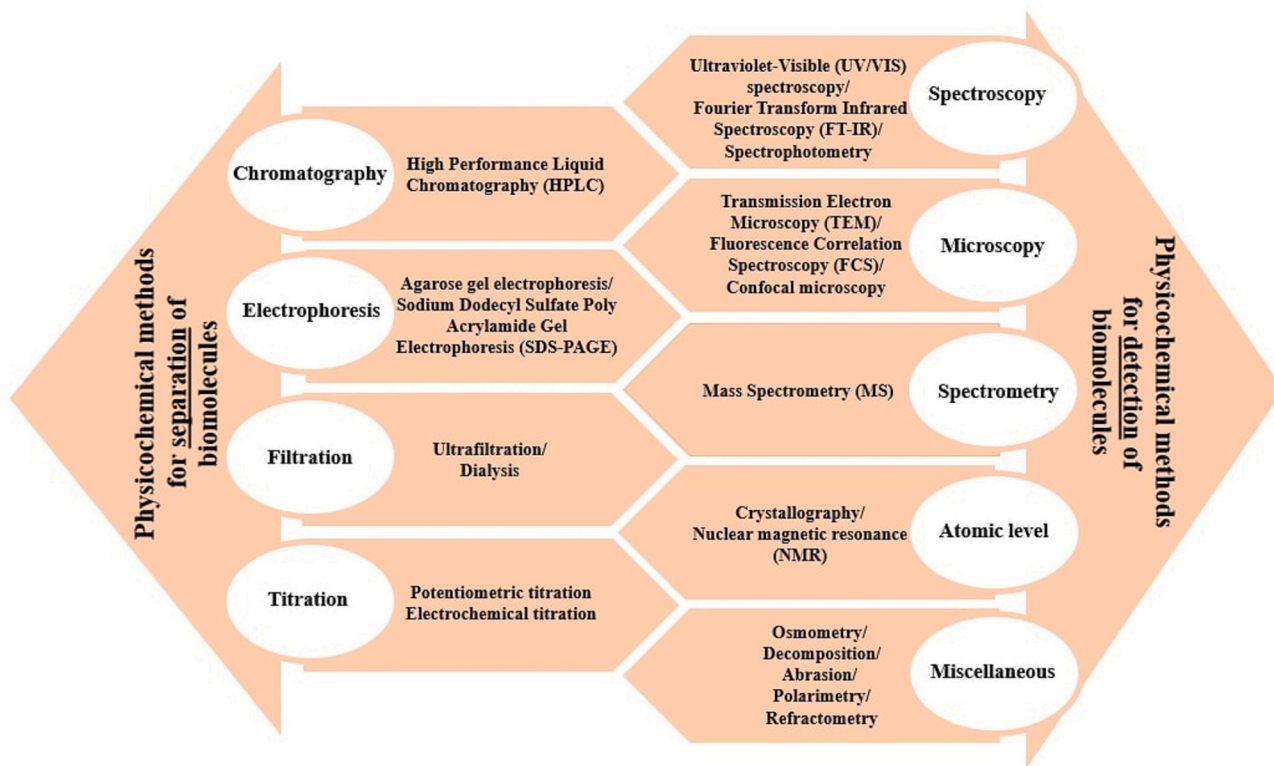 Physicochemical methods
for separation of
biomolecules
Chromatography
High Performance Liquid
Chromatography (HPLC)
Electrophoresis
Agarose gel electrophoresis/
Sodium Dodecyl Sulfate Poly
Acrylamide Gel
Electrophoresis (SDS-PAGE)
Filtration
Ultrafiltration/
Dialysis
Titration
Potentiometric titration
Electrochemical titration
Ultraviolet-Visible (UV/VIS)
spectroscopy/
Fourier Transform Infrared
Spectroscopy (FT-IR)/
Spectrophotometry
Spectroscopy
Transmission Electron
Microscopy (TEM)/
Fluorescence Correlation
Spectroscopy (FCS)/
Confocal microscopy
Microscopy
Mass Spectrometry (MS)
Spectrometry
Crystallography/
Nuclear magnetic resonance
(NMR)
Atomic level
Osmometry/
Decomposition/
Abrasion/
Polarimetry/
Refractometry
Miscellaneous
Physicochemical methods
for detection of
biomolecules